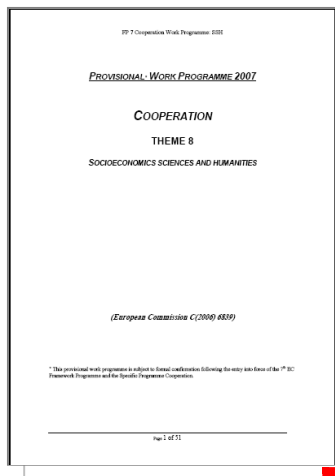 FP 7 Cooperation Work Programme: SSH
PROVISIONAL* WORK PROGRAMME 2007
COOPERATION
THEME 8
SOCIOECONOMICS SCIENCES AND HUMANITIES
(European Commission C(2006) 6839)
* This provisional work programme is subject to formal confirmation following the entry into force of the 7th EC
Framework Programme and the Specific Programme Cooperation.
Page 1 of 51